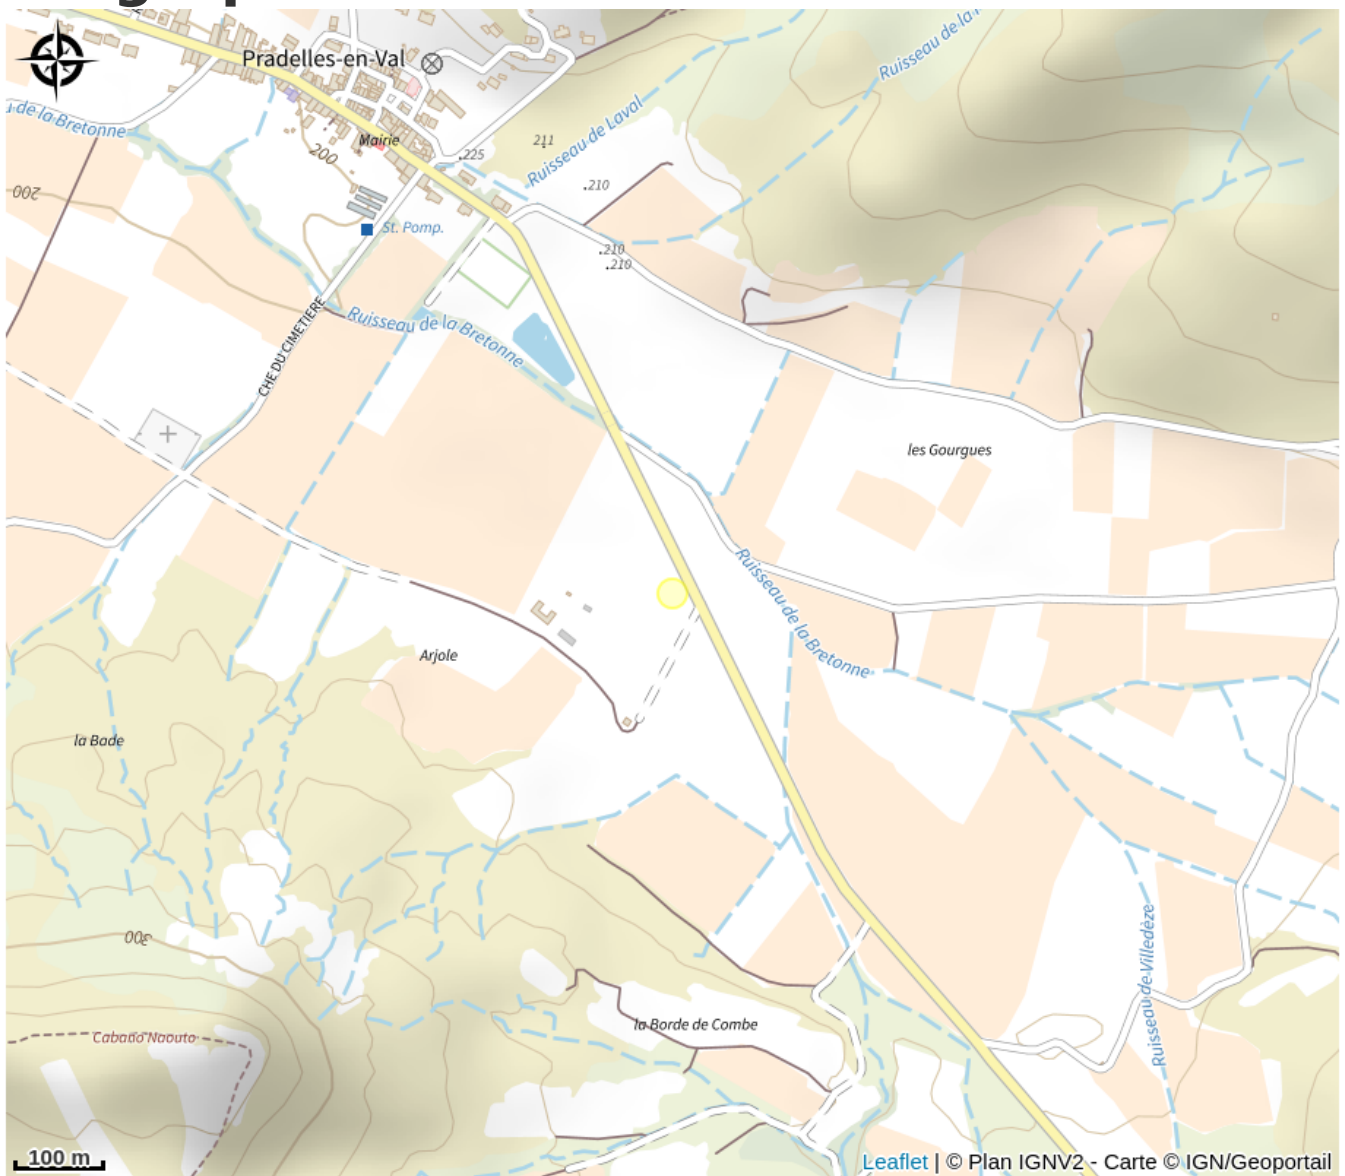 Pradelles-en-Val
Ruisseau de la
u de la Bretonne
Mairie
200
225
211
Ruisseau de Laval
210
200
St. Pomp.
210
210
CHE DU CIMETIERE
Ruisseau de la Bretonne
les Gourgues
Ruisseau de la Bretonne
Arjole
la Bade
300
Ruisseau de Villedèze
la Borde de Combe
Cabano Naouto
100 m
Leaflet | © Plan IGNV2 - Carte © IGN/Geoportail